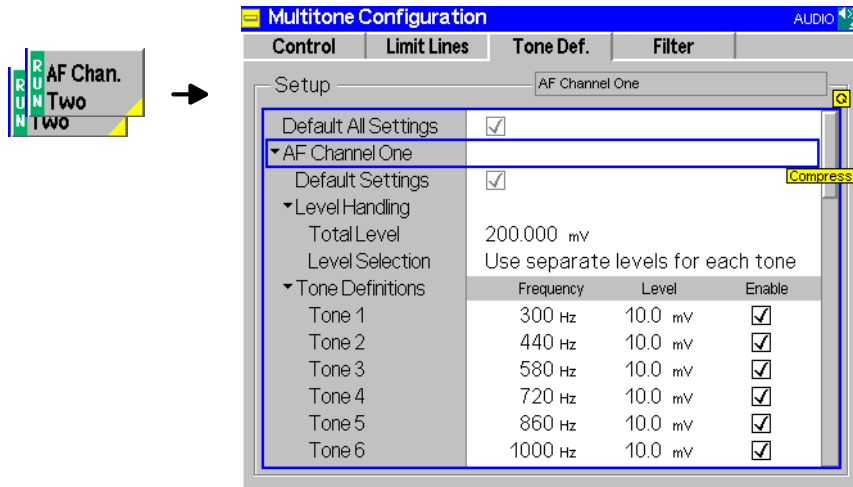 RUN AF Chan.
Two
RUN Two
Multitone Configuration AUDIO
Control Limit Lines Tone Def. Filter
Setup AF Channel One
Default All Settings
AF Channel One
Compress
Default Settings
Level Handling
Total Level 200.000 mV
Level Selection Use separate levels for each tone
Tone Definitions Frequency Level Enable
Tone 1 300 Hz 10.0 mV
Tone 2 440 Hz 10.0 mV
Tone 3 580 Hz 10.0 mV
Tone 4 720 Hz 10.0 mV
Tone 5 860 Hz 10.0 mV
Tone 6 1000 Hz 10.0 mV